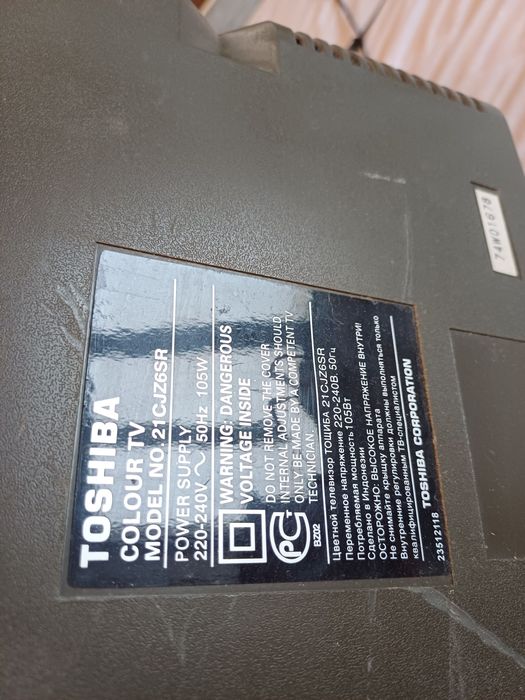 TOSHIBA
COLOUR TV
MODEL NO. 21CJZ6SR
POWER SUPPLY
220-240V ~ 50Hz 105W
WARNING: DANGEROUS
VOLTAGE INSIDE
DO NOT REMOVE THE COVER
INTERNAL ADJUSTMENTS SHOULD
ONLY BE MADE BY A COMPETENT TV
TECHNICIAN.
BZ02
Цветной телевизор ТОШИБА 21CJZ6SR
Переменное напряжение 220-240В 50Гц
Потребляемая мощность 105Вт
Сделано в Индонезии
ОСТОРОЖНО: ВЫСОКОЕ НАПРЯЖЕНИЕ ВНУТРИ!
Не снимайте крышку аппарата
Внутренние регулировки должны выполняться только
квалифицированным ТВ-специалистом
TOSHIBA CORPORATION
23512118
74W01678